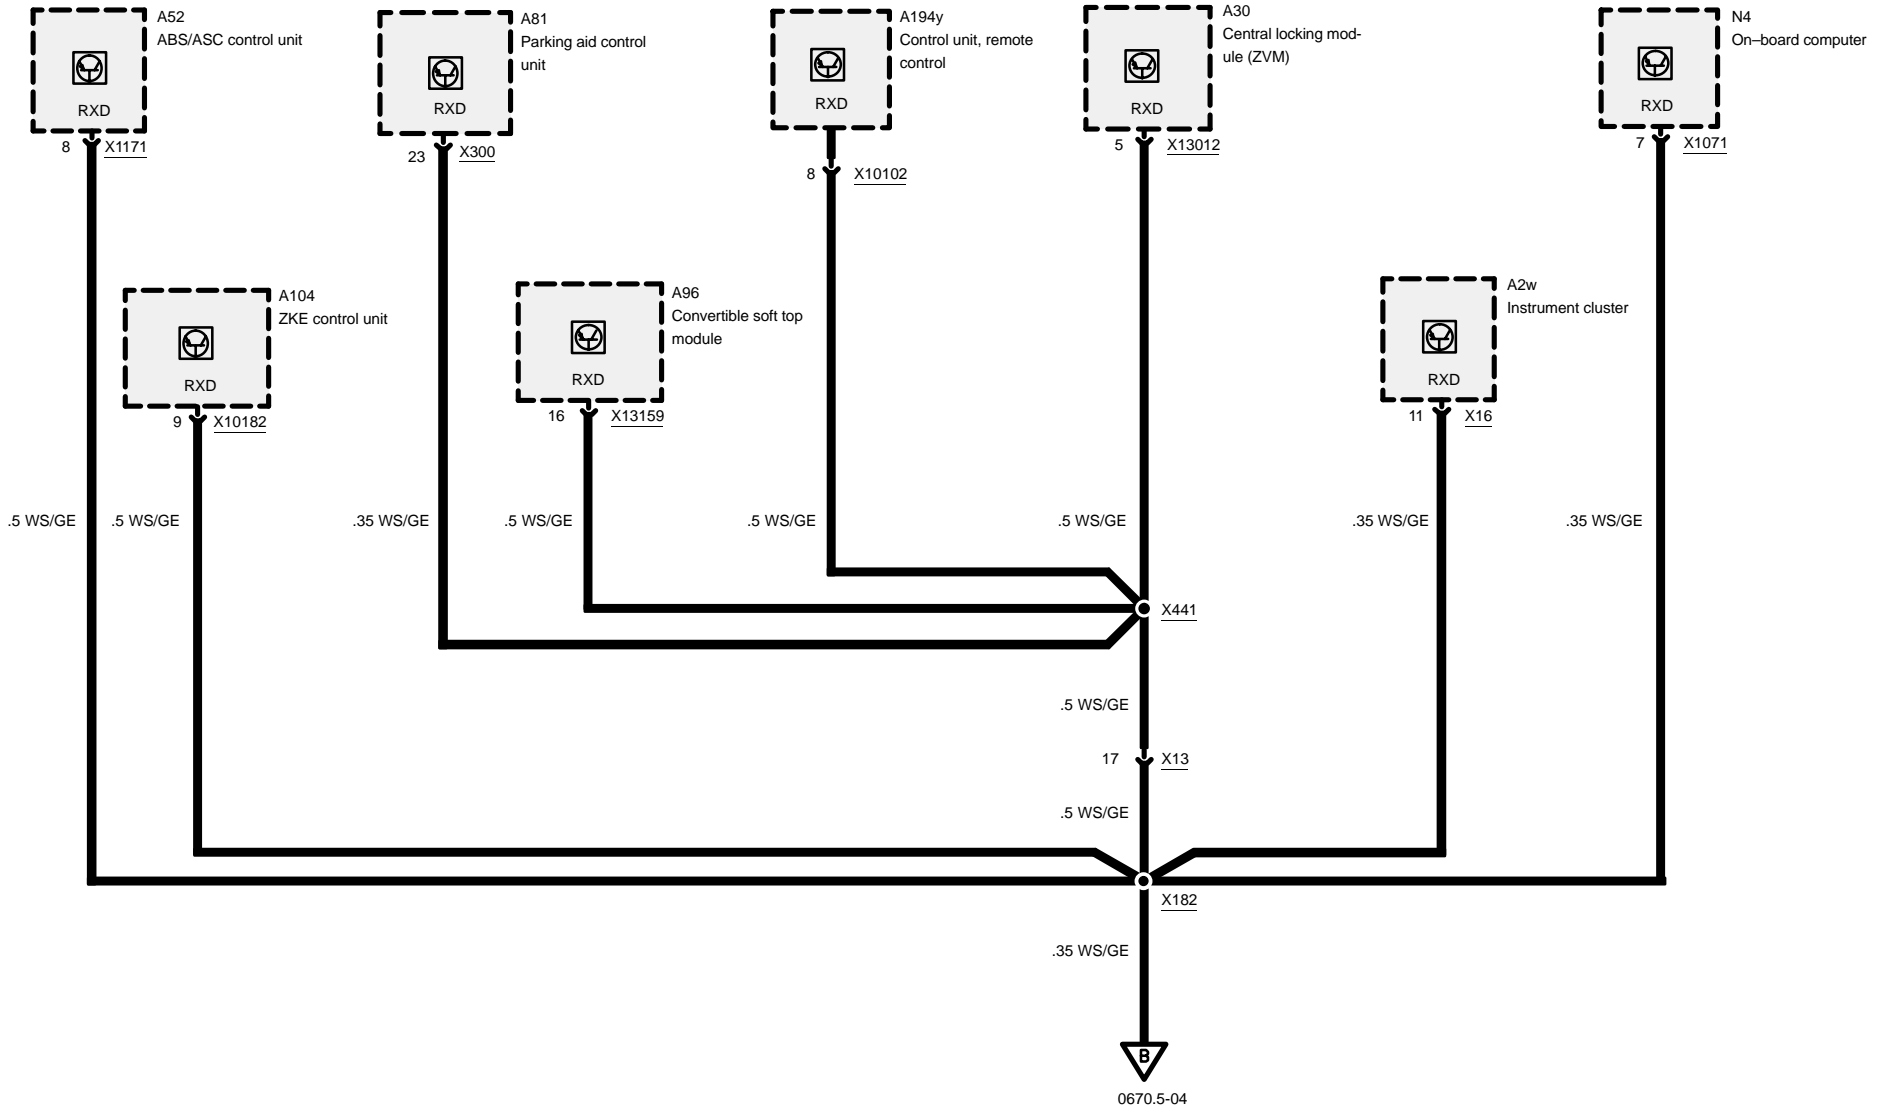 A52
ABS/ASC control unit
RXD
8
X1171
A81
Parking aid control
unit
RXD
23
X300
A194y
Control unit, remote
control
RXD
8
X10102
A30
Central locking mod-
ule (ZVM)
RXD
5
X13012
N4
On–board computer
RXD
7
X1071
A104
ZKE control unit
RXD
9
X10182
A96
Convertible soft top
module
RXD
16
X13159
A2w
Instrument cluster
RXD
11
X16
.5 WS/GE
.5 WS/GE
.35 WS/GE
.5 WS/GE
.5 WS/GE
.5 WS/GE
.35 WS/GE
.35 WS/GE
X441
.5 WS/GE
17
X13
.5 WS/GE
X182
.35 WS/GE
B
0670.5-04